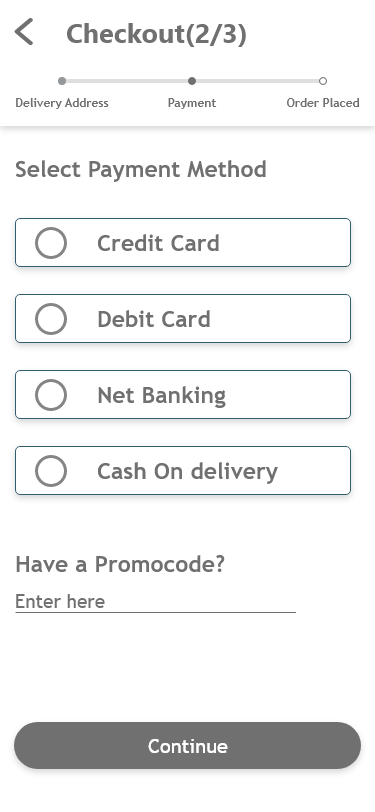 Checkout(2/3)
Delivery Address Payment Order Placed
Select Payment Method
Credit Card
Debit Card
Net Banking
Cash On delivery
Have a Promocode?
Enter here
Continue